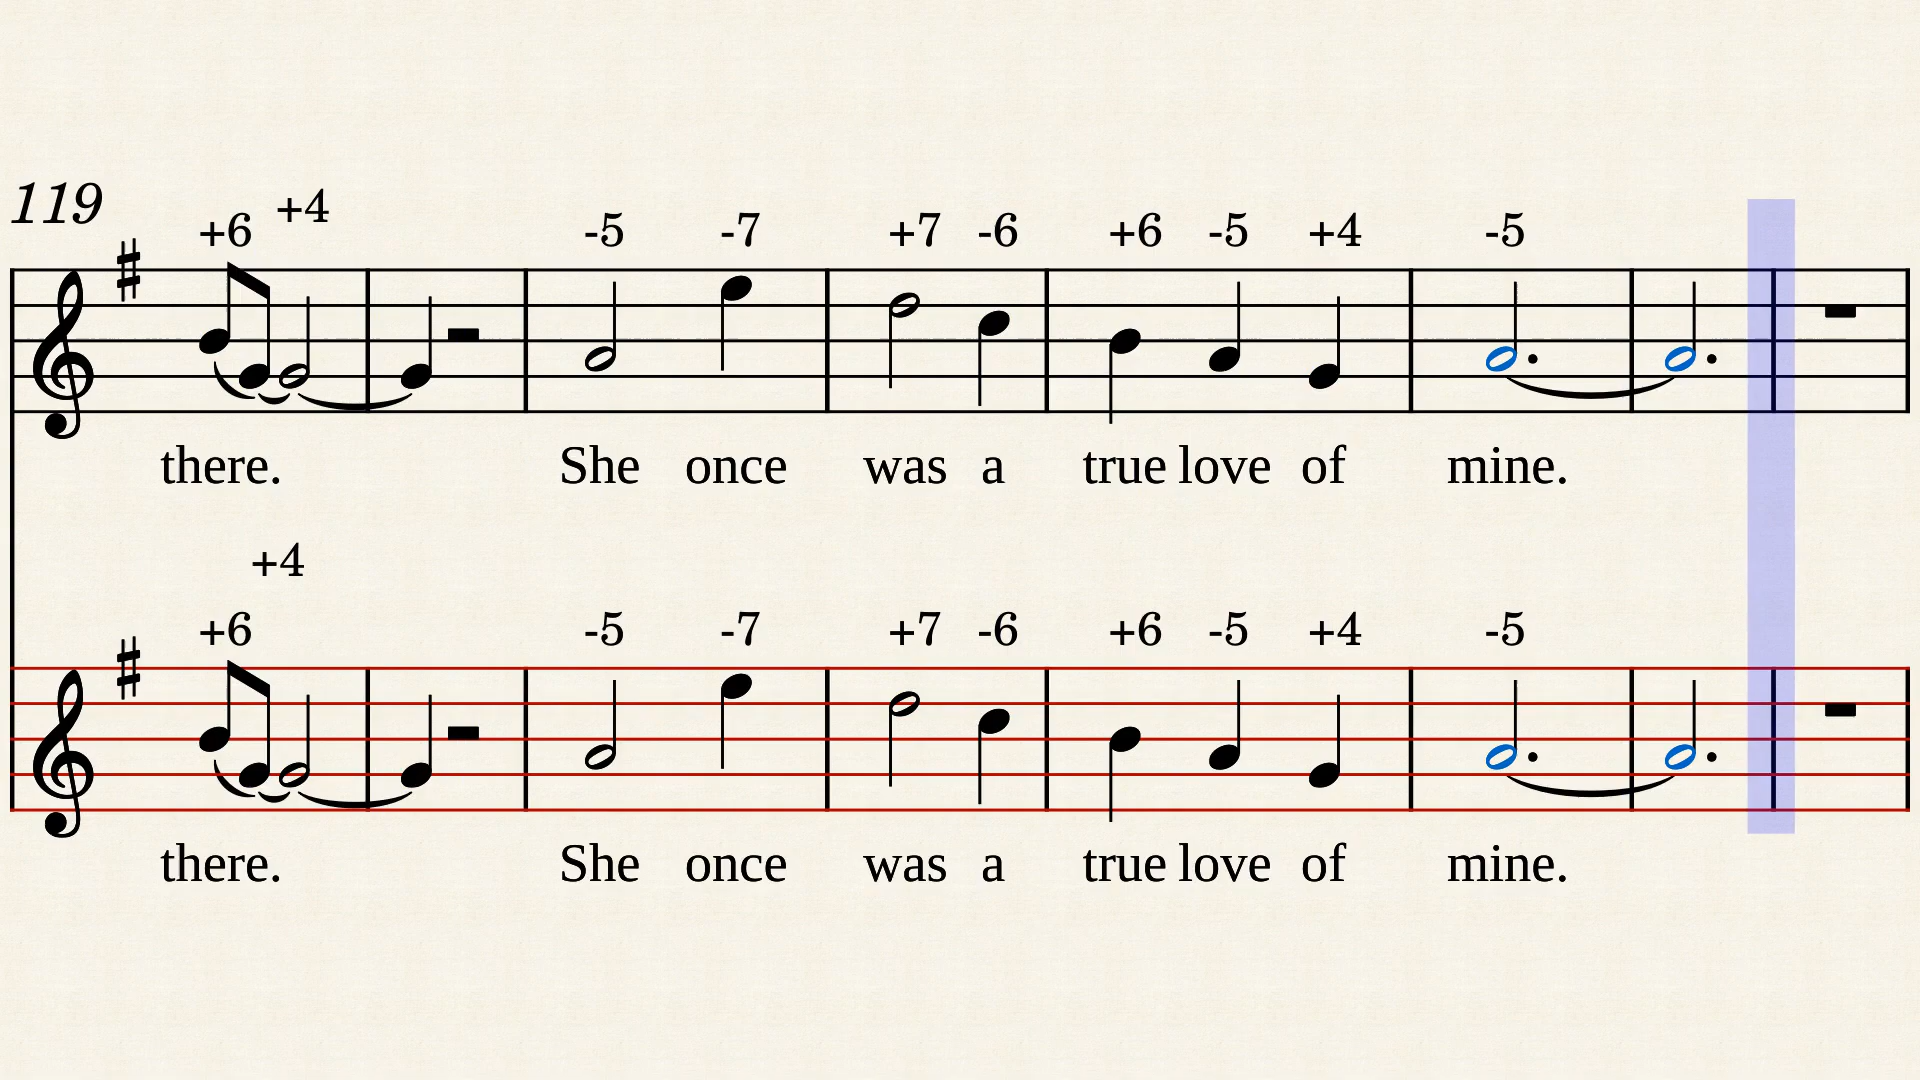 119
+6 +4 -5 -7 +7 -6 +6 -5 +4 -5
there. She once was a true love of mine.
+4
+6 -5 -7 +7 -6 +6 -5 +4 -5
there. She once was a true love of mine.